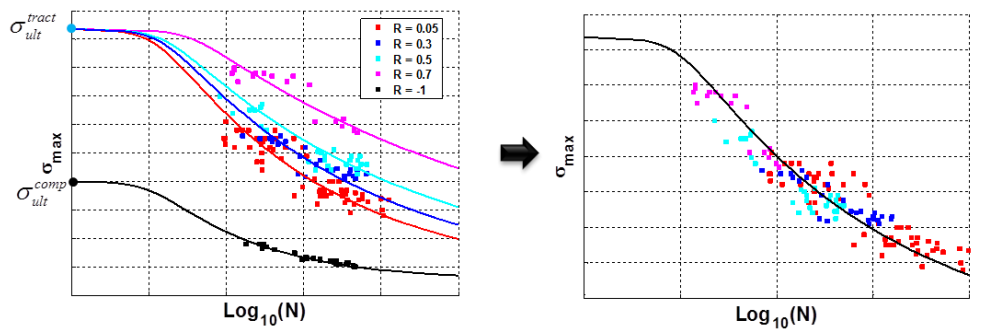 σ_ult^tract
σ_max
σ_ult^comp
R = 0.05
R = 0.3
R = 0.5
R = 0.7
R = -1
Log₁₀(N)
σ_max
Log₁₀(N)